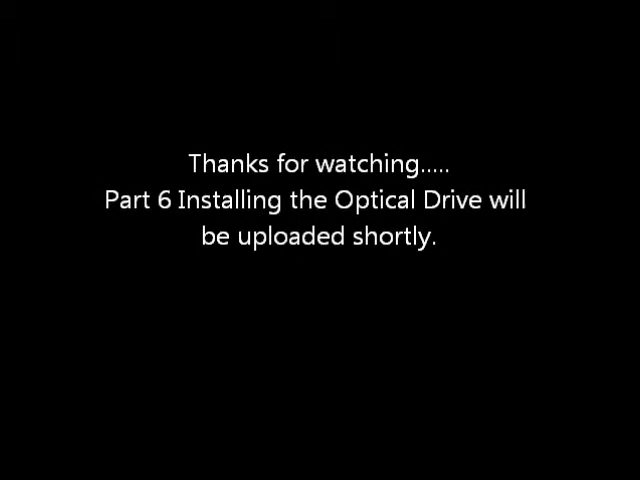 Thanks for watching.....
Part 6 Installing the Optical Drive will
be uploaded shortly.